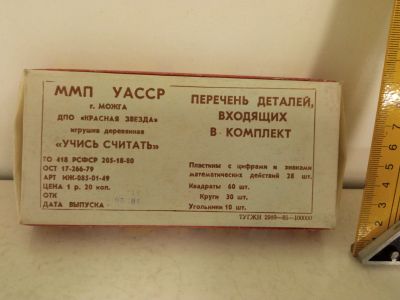 ММП УАССР
г. МОЖГА
ДПО «КРАСНАЯ ЗВЕЗДА»
игрушка деревянная
«УЧИСЬ СЧИТАТЬ»
ТО 418 РСФСР 205-18-80
ОСТ 17-266-79
АРТ ИЖ-085-01-49
ЦЕНА 1 р. 20 коп.
ОТК
ДАТА ВЫПУСКА
ПЕРЕЧЕНЬ ДЕТАЛЕЙ,
ВХОДЯЩИХ
В КОМПЛЕКТ
Пластины с цифрами и знаками
математических действий 28 шт.
Квадраты 60 шт.
Круги 30 шт.
Угольники 10 шт.